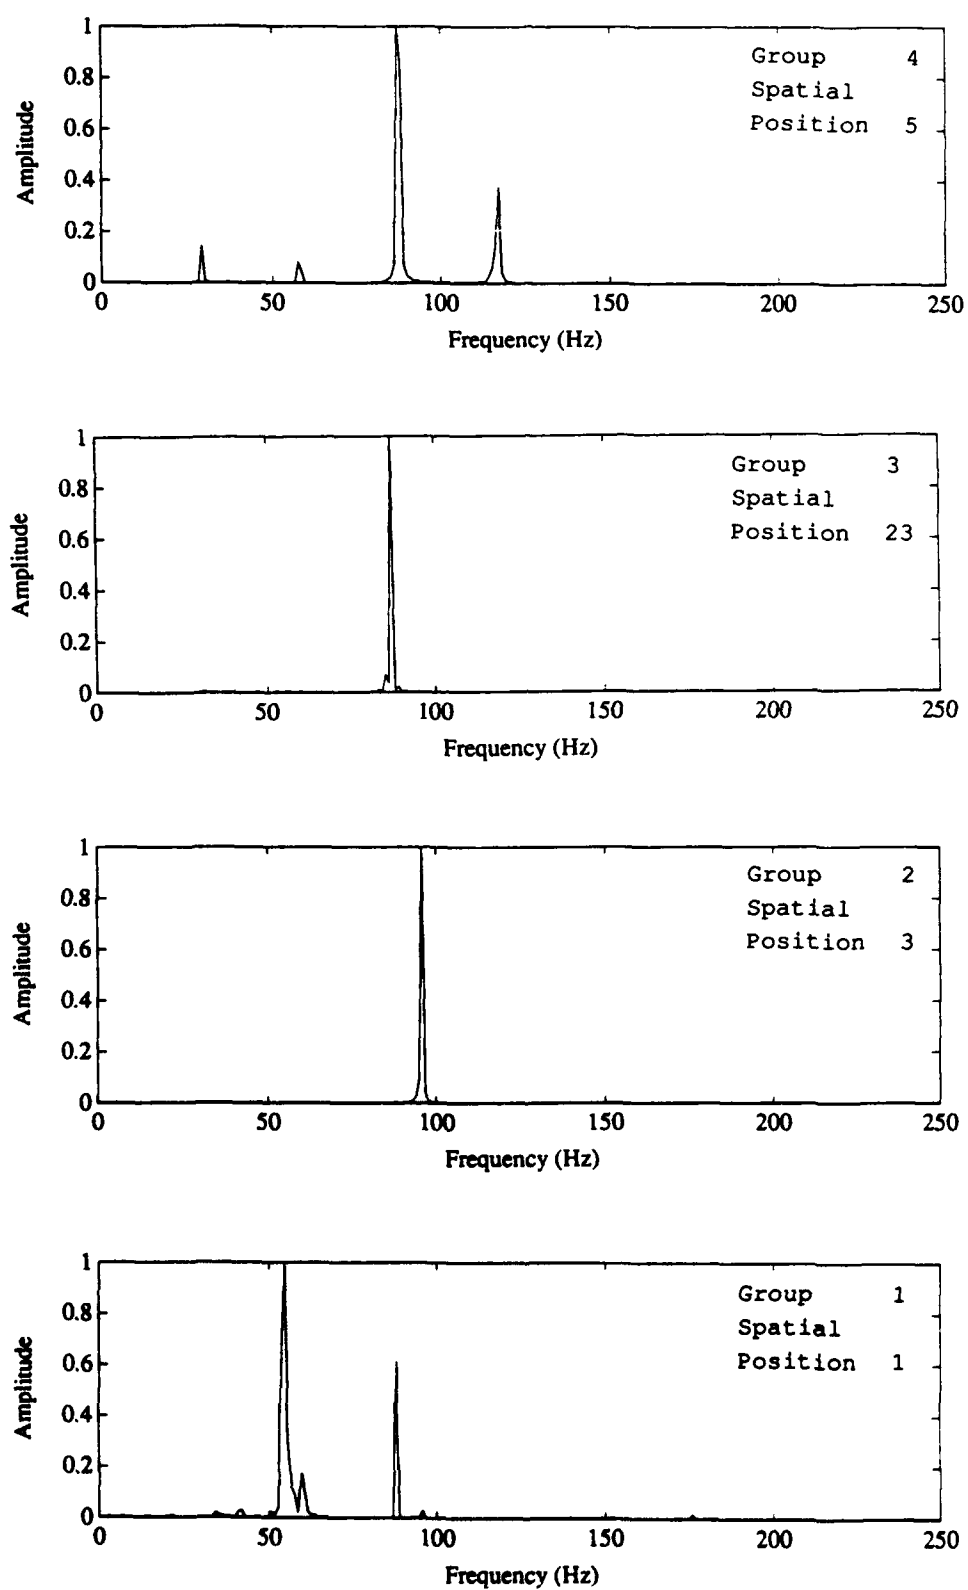 1
0.8
0.6
0.4
0.2
0
Amplitude
Group 4
Spatial
Position 5
0 50 100 150 200 250
Frequency (Hz)
1
0.8
0.6
0.4
0.2
0
Amplitude
Group 3
Spatial
Position 23
0 50 100 150 200 250
Frequency (Hz)
1
0.8
0.6
0.4
0.2
0
Amplitude
Group 2
Spatial
Position 3
0 50 100 150 200 250
Frequency (Hz)
1
0.8
0.6
0.4
0.2
0
Amplitude
Group 1
Spatial
Position 1
0 50 100 150 200 250
Frequency (Hz)